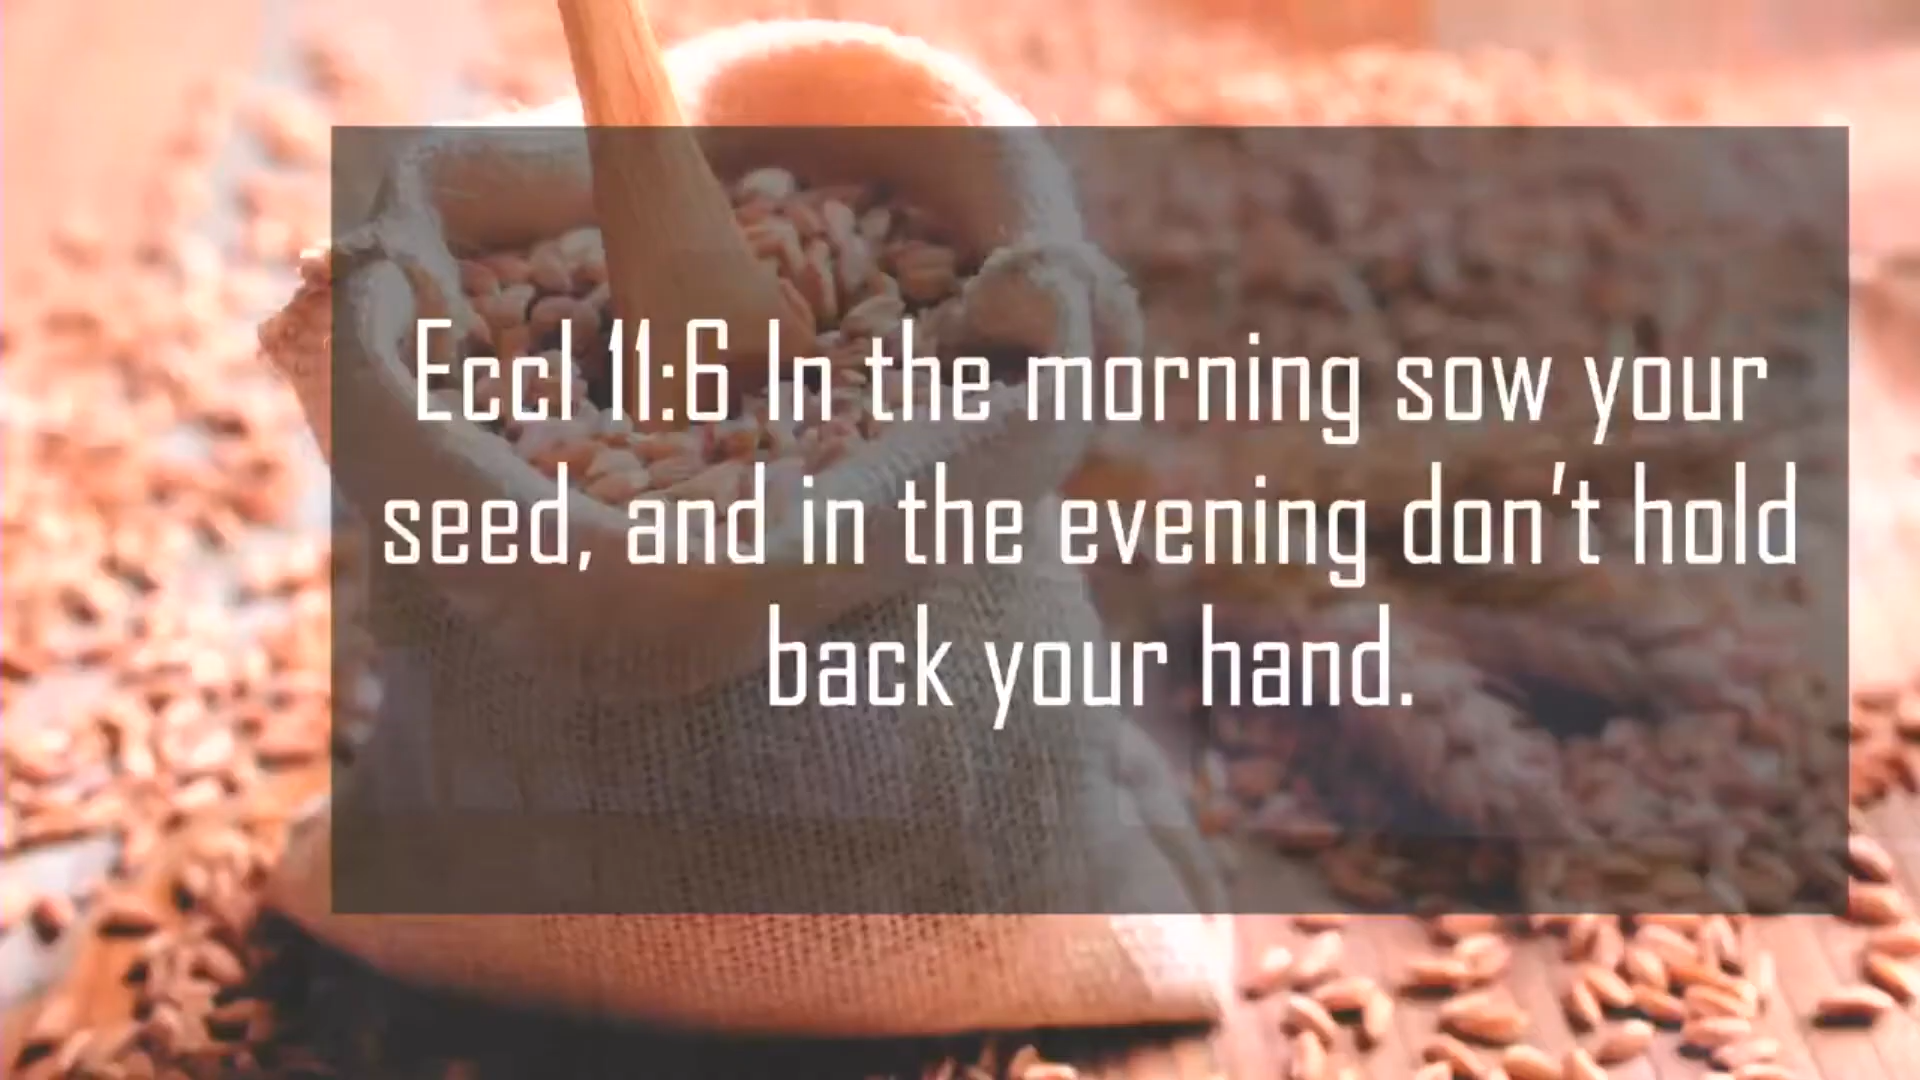 Eccl 11:6 In the morning sow your
seed, and in the evening don't hold
back your hand.